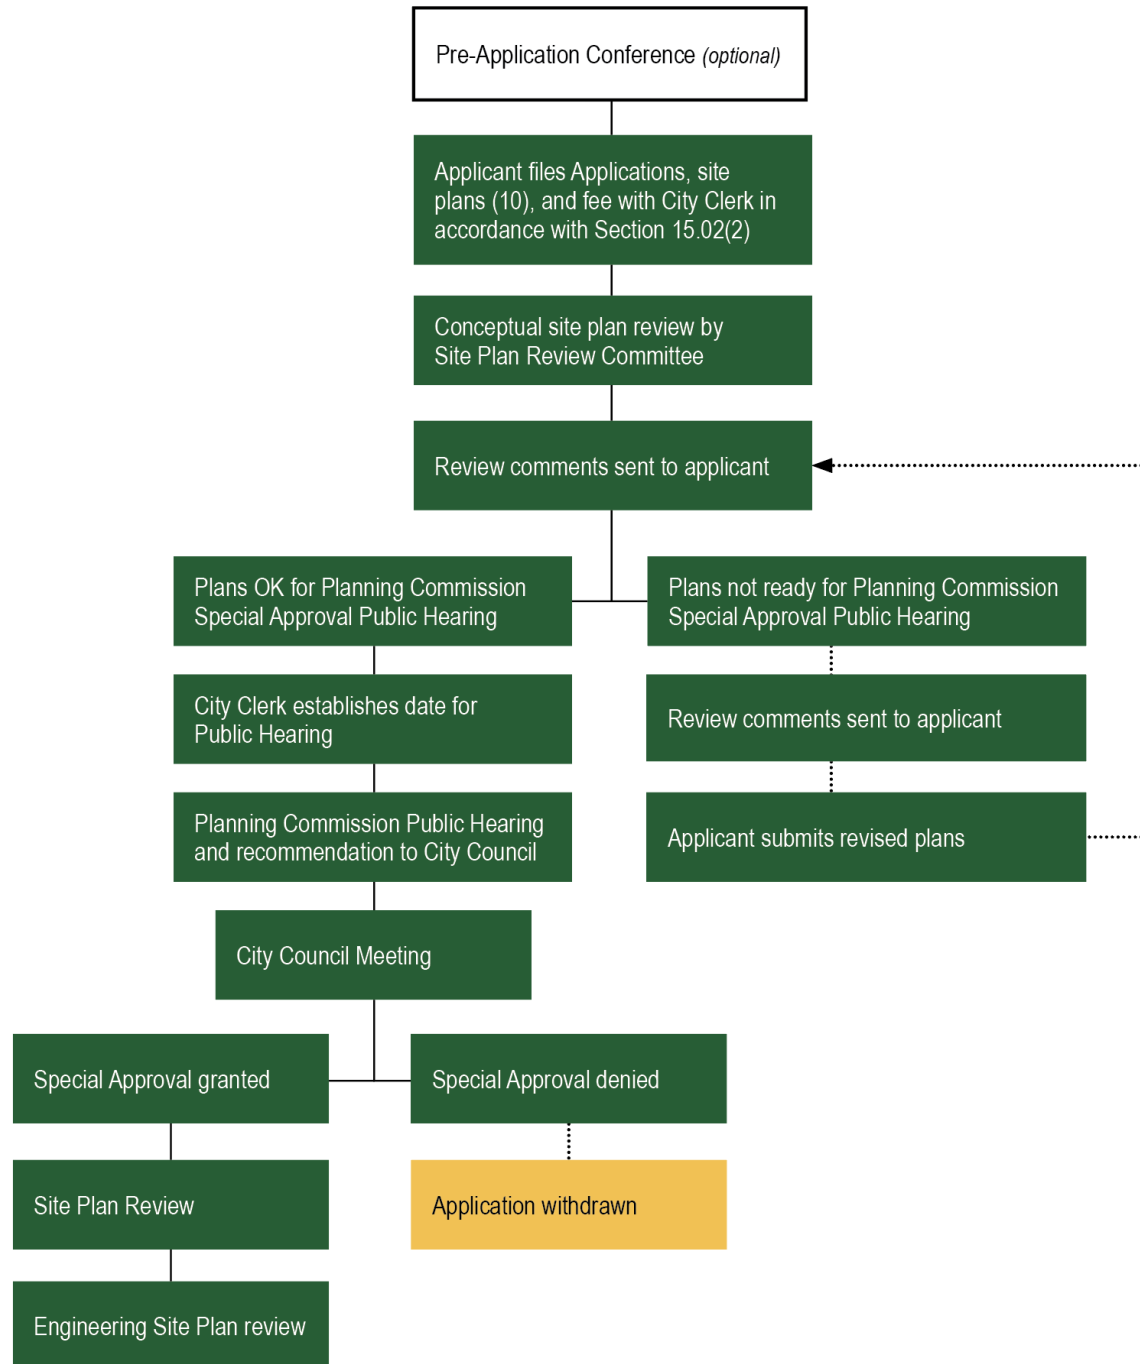 Pre-Application Conference (optional)
Applicant files Applications, site
plans (10), and fee with City Clerk in
accordance with Section 15.02(2)
Conceptual site plan review by
Site Plan Review Committee
Review comments sent to applicant
Plans OK for Planning Commission
Special Approval Public Hearing
Plans not ready for Planning Commission
Special Approval Public Hearing
City Clerk establishes date for
Public Hearing
Review comments sent to applicant
Planning Commission Public Hearing
and recommendation to City Council
Applicant submits revised plans
City Council Meeting
Special Approval granted
Special Approval denied
Site Plan Review
Application withdrawn
Engineering Site Plan review